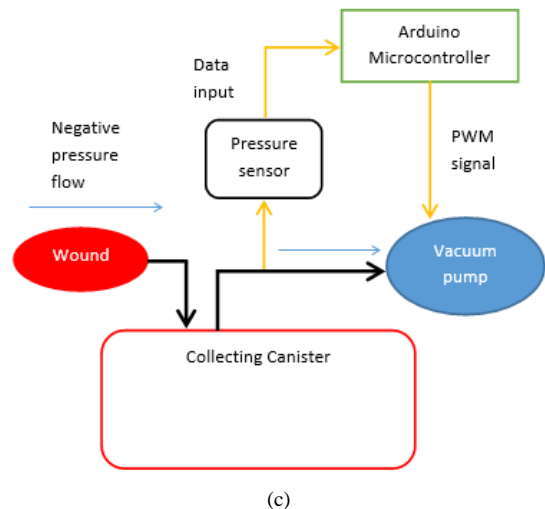 Arduino
Microcontroller
Data
input
Negative
pressure
flow
Pressure
sensor
PWM
signal
Wound
Vacuum
pump
Collecting Canister
(c)